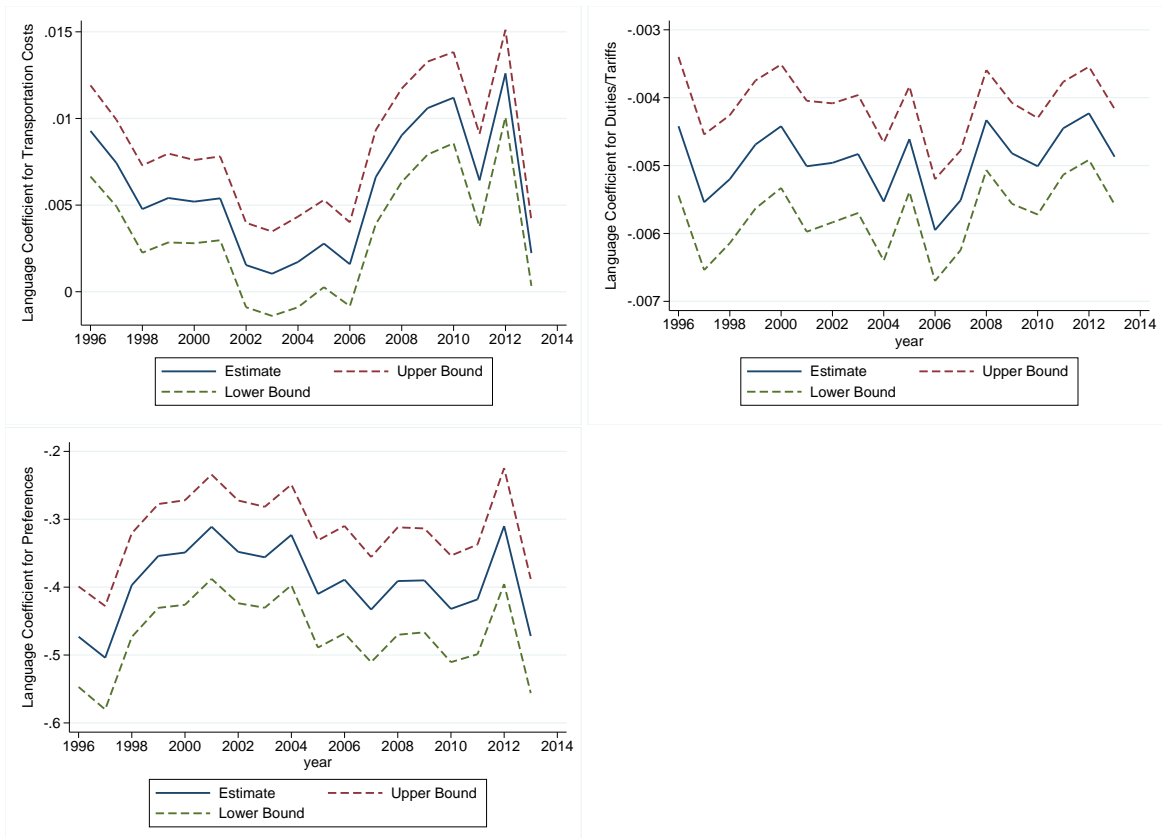 Language Coefficient for Transportation Costs
.015
.01
.005
0
1996 1998 2000 2002 2004 2006 2008 2010 2012 2014
Estimate Upper Bound
Lower Bound
Language Coefficient for Duties/Tariffs
-.003
-.004
-.005
-.006
-.007
1996 1998 2000 2002 2004 2006 2008 2010 2012 2014
year
Estimate Upper Bound
Lower Bound
Language Coefficient for Preferences
-.2
-.3
-.4
-.5
-.6
1996 1998 2000 2002 2004 2006 2008 2010 2012 2014
year
Estimate Upper Bound
Lower Bound